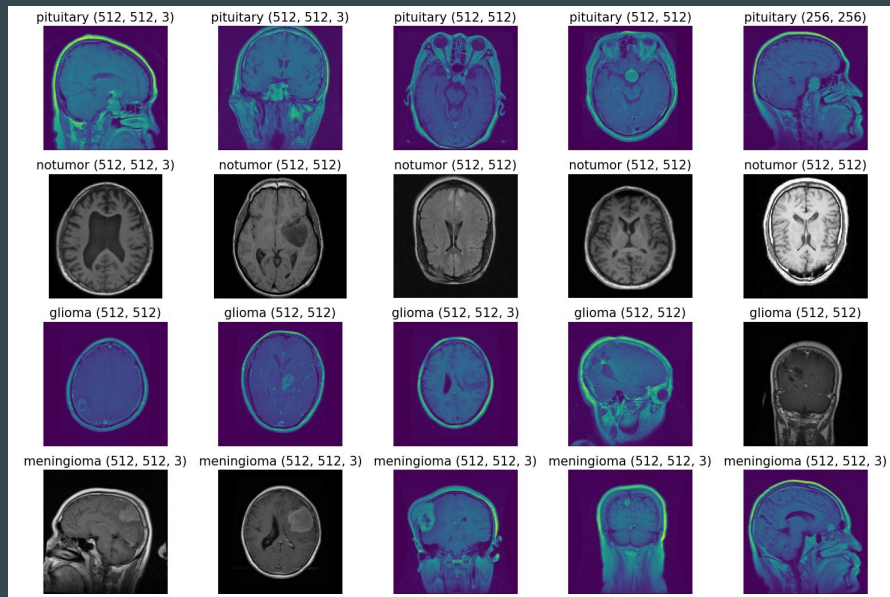 pituitary (512, 512, 3) pituitary (512, 512, 3) pituitary (512, 512) pituitary (512, 512) pituitary (256, 256)
notumor (512, 512, 3) notumor (512, 512) notumor (512, 512) notumor (512, 512) notumor (512, 512)
glioma (512, 512) glioma (512, 512) glioma (512, 512, 3) glioma (512, 512) glioma (512, 512)
meningioma (512, 512, 3) meningioma (512, 512, 3) meningioma (512, 512, 3) meningioma (512, 512, 3) meningioma (512, 512, 3)